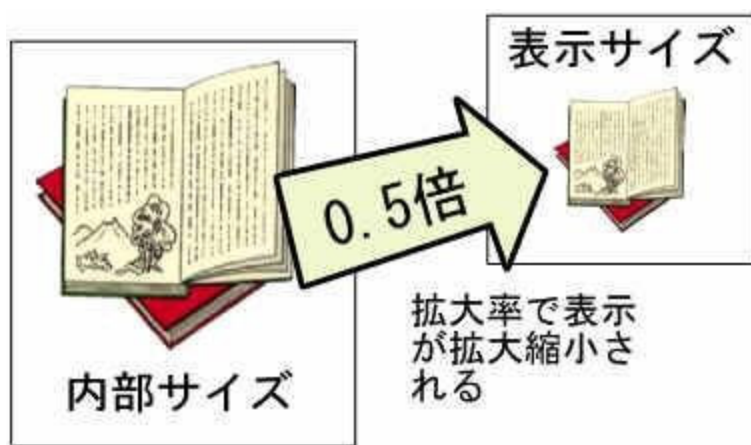 表示サイズ
0.5倍
内部サイズ
拡大率で表示
が拡大縮小さ
れる